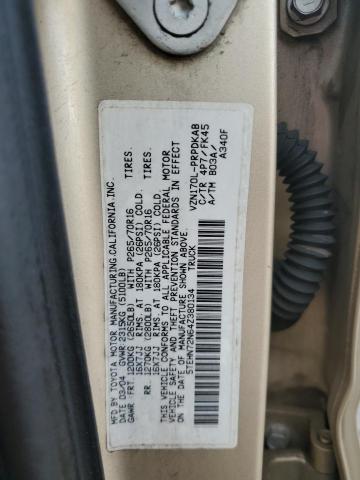 MFD. BY:
TOYOTA MOTOR MANUFACTURING, CALIFORNIA, INC.
DATE 03/04 GVWR 2315KG (5100LB)
GAWR: FRT. 1200KG (2650LB) WITH P265/70R16 TIRES.
16X7JJ RIMS. AT 180KPA (26PSI) COLD.
RR. 1270KG (2800LB) WITH P265/70R16 TIRES.
16X7JJ RIMS. AT 180KPA (26PSI) COLD.
THIS VEHICLE CONFORMS TO ALL APPLICABLE FEDERAL MOTOR
VEHICLE SAFETY AND THEFT PREVENTION STANDARDS IN EFFECT
ON THE DATE OF MANUFACTURE SHOWN ABOVE.
5TEHN72N64Z380134
TRUCK
VZN170L-PRPDKAB
C/TR 4P7/FK45
A/TM B03A/
A340F